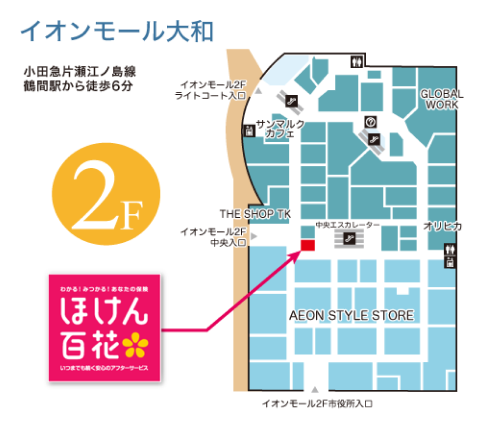 イオンモール大和
小田急片瀬江ノ島線
鶴間駅から徒歩6分
イオンモール2F
ライトコート入口
GLOBAL
WORK
サンマルク
カフェ
?
2F
THE SHOP TK
中央エスカレーター
オリヒカ
イオンモール2F
中央入口
わかる!みつかる!あなたの保険
ほけん
百花
いつまでも続く安心のアフターサービス
AEON STYLE STORE
イオンモール2F市役所入口